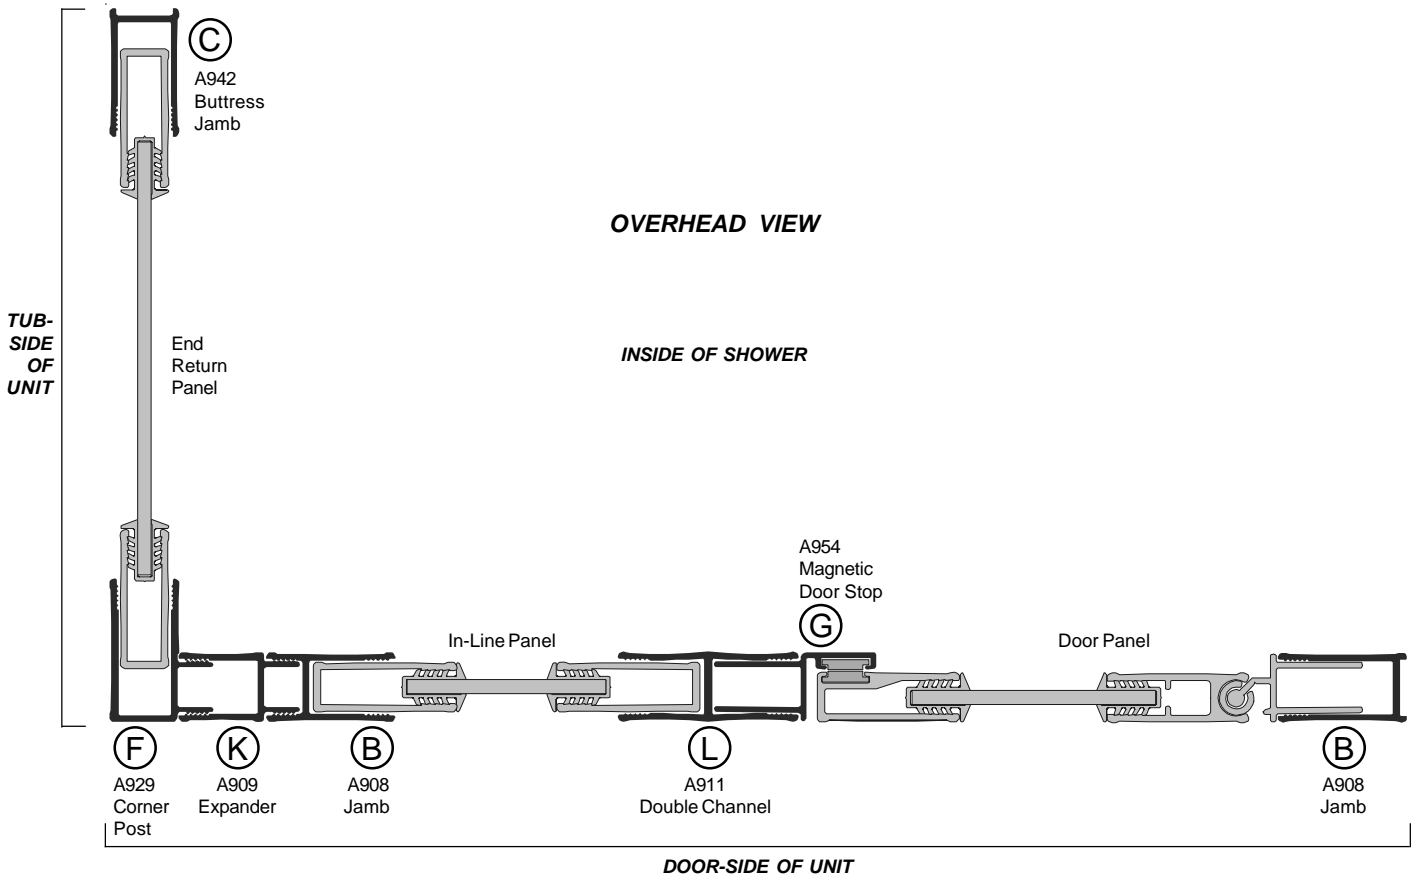 C
A942
Buttress
Jamb
OVERHEAD VIEW
TUB-
SIDE
OF
UNIT
End
Return
Panel
INSIDE OF SHOWER
A954
Magnetic
Door Stop
G
In-Line Panel
Door Panel
F
A929
Corner
Post
K
A909
Expander
B
A908
Jamb
L
A911
Double Channel
B
A908
Jamb
DOOR-SIDE OF UNIT